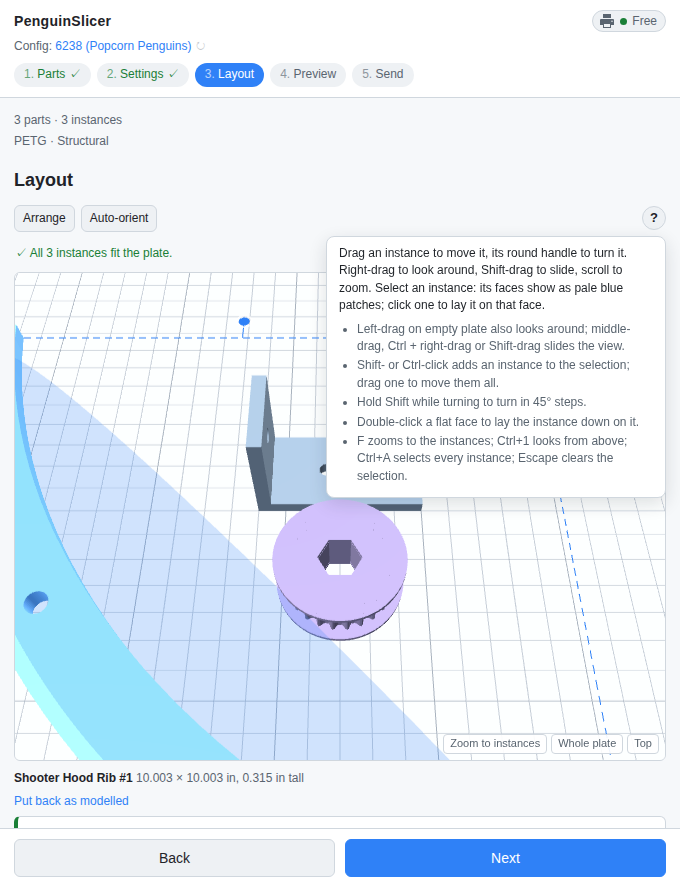 PenguinSlicer
Free
Config: 6238 (Popcorn Penguins)
1. Parts ✓
2. Settings ✓
3. Layout
4. Preview
5. Send
3 parts · 3 instances
PETG · Structural
Layout
Arrange
Auto-orient
?
✓ All 3 instances fit the plate.
Drag an instance to move it, its round handle to turn it.
Right-drag to look around, Shift-drag to slide, scroll to
zoom. Select an instance: its faces show as pale blue
patches; click one to lay it on that face.
• Left-drag on empty plate also looks around; middle-
drag, Ctrl + right-drag or Shift-drag slides the view.
• Shift- or Ctrl-click adds an instance to the selection;
drag one to move them all.
• Hold Shift while turning to turn in 45° steps.
• Double-click a flat face to lay the instance down on it.
• F zooms to the instances; Ctrl+1 looks from above;
Ctrl+A selects every instance; Escape clears the
selection.
Zoom to instances
Whole plate
Top
Shooter Hood Rib #1 10.003 × 10.003 in, 0.315 in tall
Put back as modelled
Back
Next